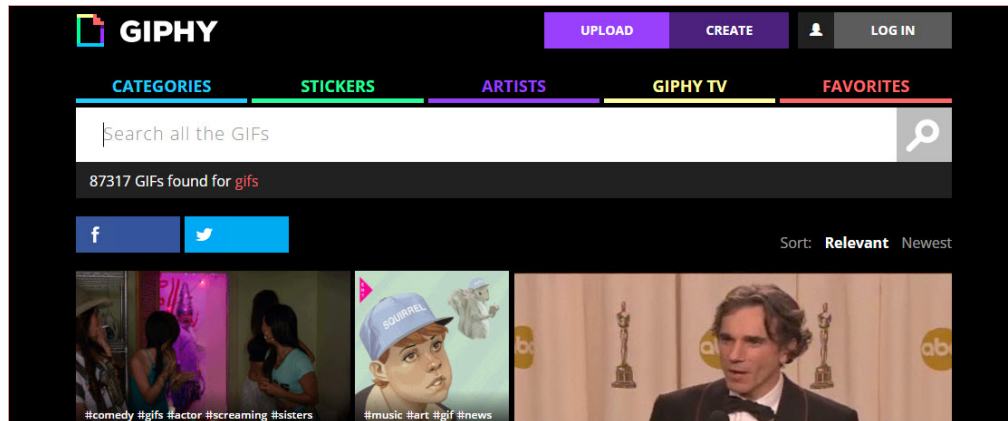 GIPHY
UPLOAD CREATE LOG IN
CATEGORIES STICKERS ARTISTS GIPHY TV FAVORITES
Search all the GIFs
87317 GIFs found for gifs
f
Sort: Relevant Newest
SQUIRREL
abc
abc
#comedy #gifs #actor #screaming #sisters
#music #art #gif #news